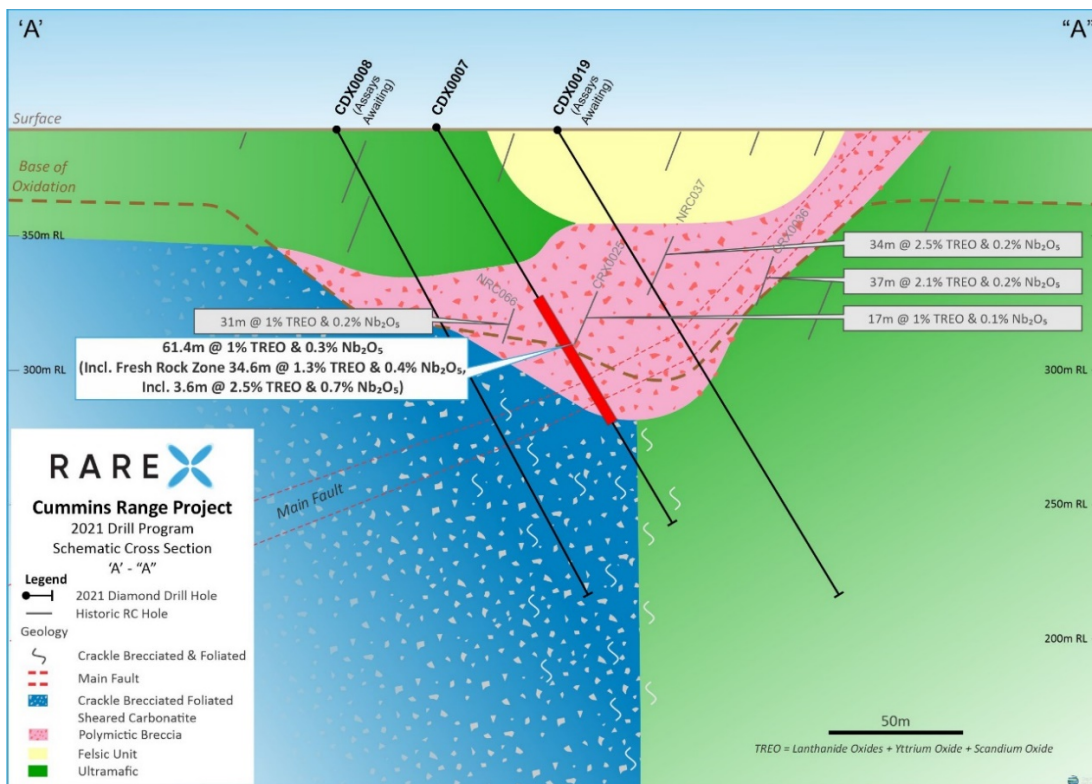 'A'
"A"
CDX0008
(Assays
Awaiting)
CDX0007
CDX0019
(Assays
Awaiting)
Surface
Base of
Oxidation
350m RL
NRC037
CRX0036
34m @ 2.5% TREO & 0.2% Nb₂O₅
37m @ 2.1% TREO & 0.2% Nb₂O₅
17m @ 1% TREO & 0.1% Nb₂O₅
NRC066
CRX0025
31m @ 1% TREO & 0.2% Nb₂O₅
61.4m @ 1% TREO & 0.3% Nb₂O₅
(Incl. Fresh Rock Zone 34.6m @ 1.3% TREO & 0.4% Nb₂O₅,
Incl. 3.6m @ 2.5% TREO & 0.7% Nb₂O₅)
300m RL
300m RL
Main Fault
250m RL
200m RL
RAREX
Cummins Range Project
2021 Drill Program
Schematic Cross Section
'A' - "A"
Legend
2021 Diamond Drill Hole
Historic RC Hole
Geology
Crackle Brecciated & Foliated
Main Fault
Crackle Brecciated Foliated
Sheared Carbonatite
Polymictic Breccia
Felsic Unit
Ultramafic
50m
TREO = Lanthanide Oxides + Yttrium Oxide + Scandium Oxide